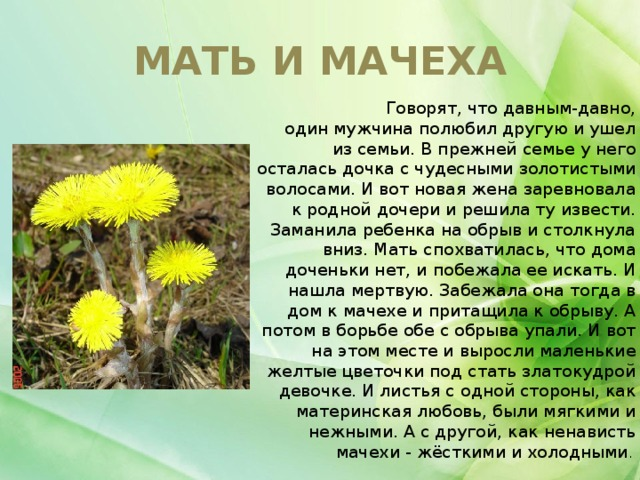 МАТЬ И МАЧЕХА
Говорят, что давным-давно,
один мужчина полюбил другую и ушел
из семьи. В прежней семье у него
осталась дочка с чудесными золотистыми
волосами. И вот новая жена заревновала
к родной дочери и решила ту извести.
Заманила ребенка на обрыв и столкнула
вниз. Мать спохватилась, что дома
доченьки нет, и побежала ее искать. И
нашла мертвую. Забежала она тогда в
дом к мачехе и притащила к обрыву. А
потом в борьбе обе с обрыва упали. И вот
на этом месте и выросли маленькие
желтые цветочки под стать златокудрой
девочке. И листья с одной стороны, как
материнская любовь, были мягкими и
нежными. А с другой, как ненависть
мачехи - жёсткими и холодными.